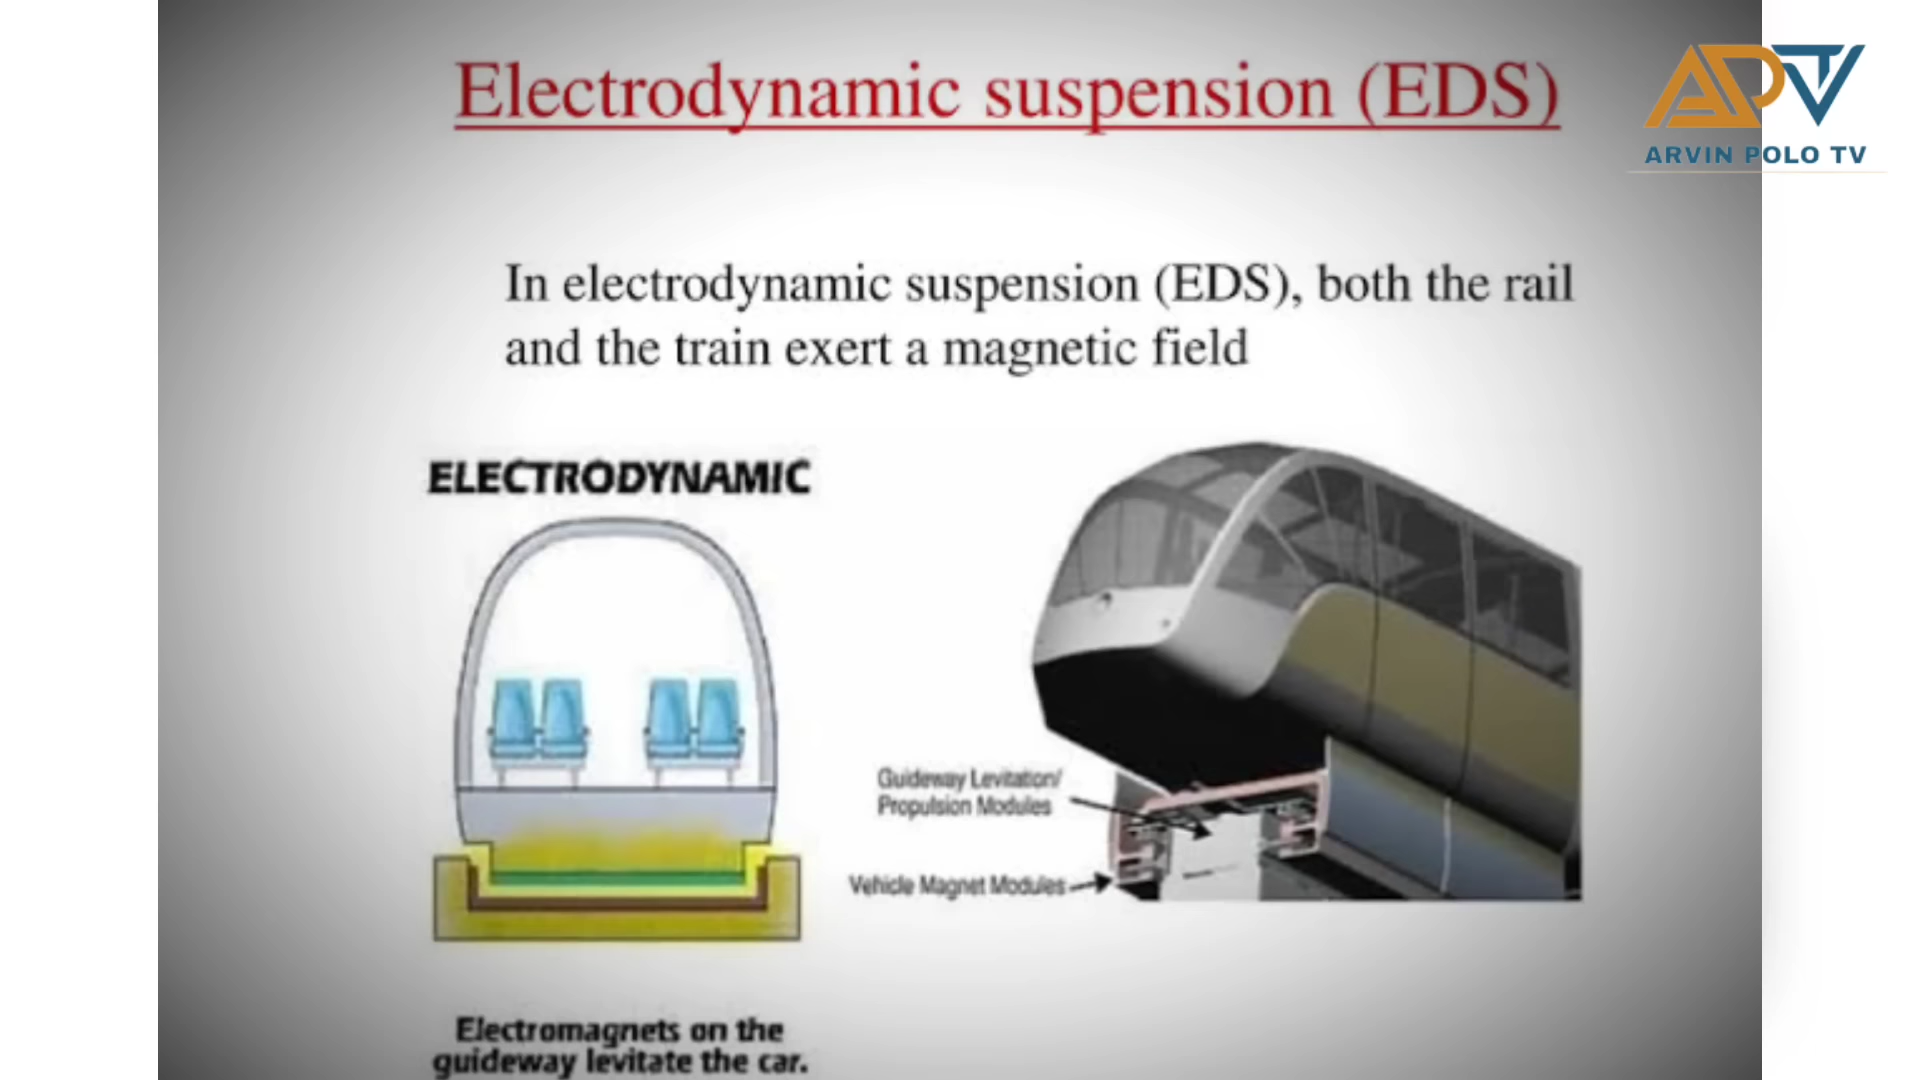 Electrodynamic suspension (EDS)
APTV
ARVIN POLO TV
In electrodynamic suspension (EDS), both the rail
and the train exert a magnetic field
ELECTRODYNAMIC
Guideway Levitation/
Propulsion Modules
Vehicle Magnet Modules
Electromagnets on the
guideway levitate the car.